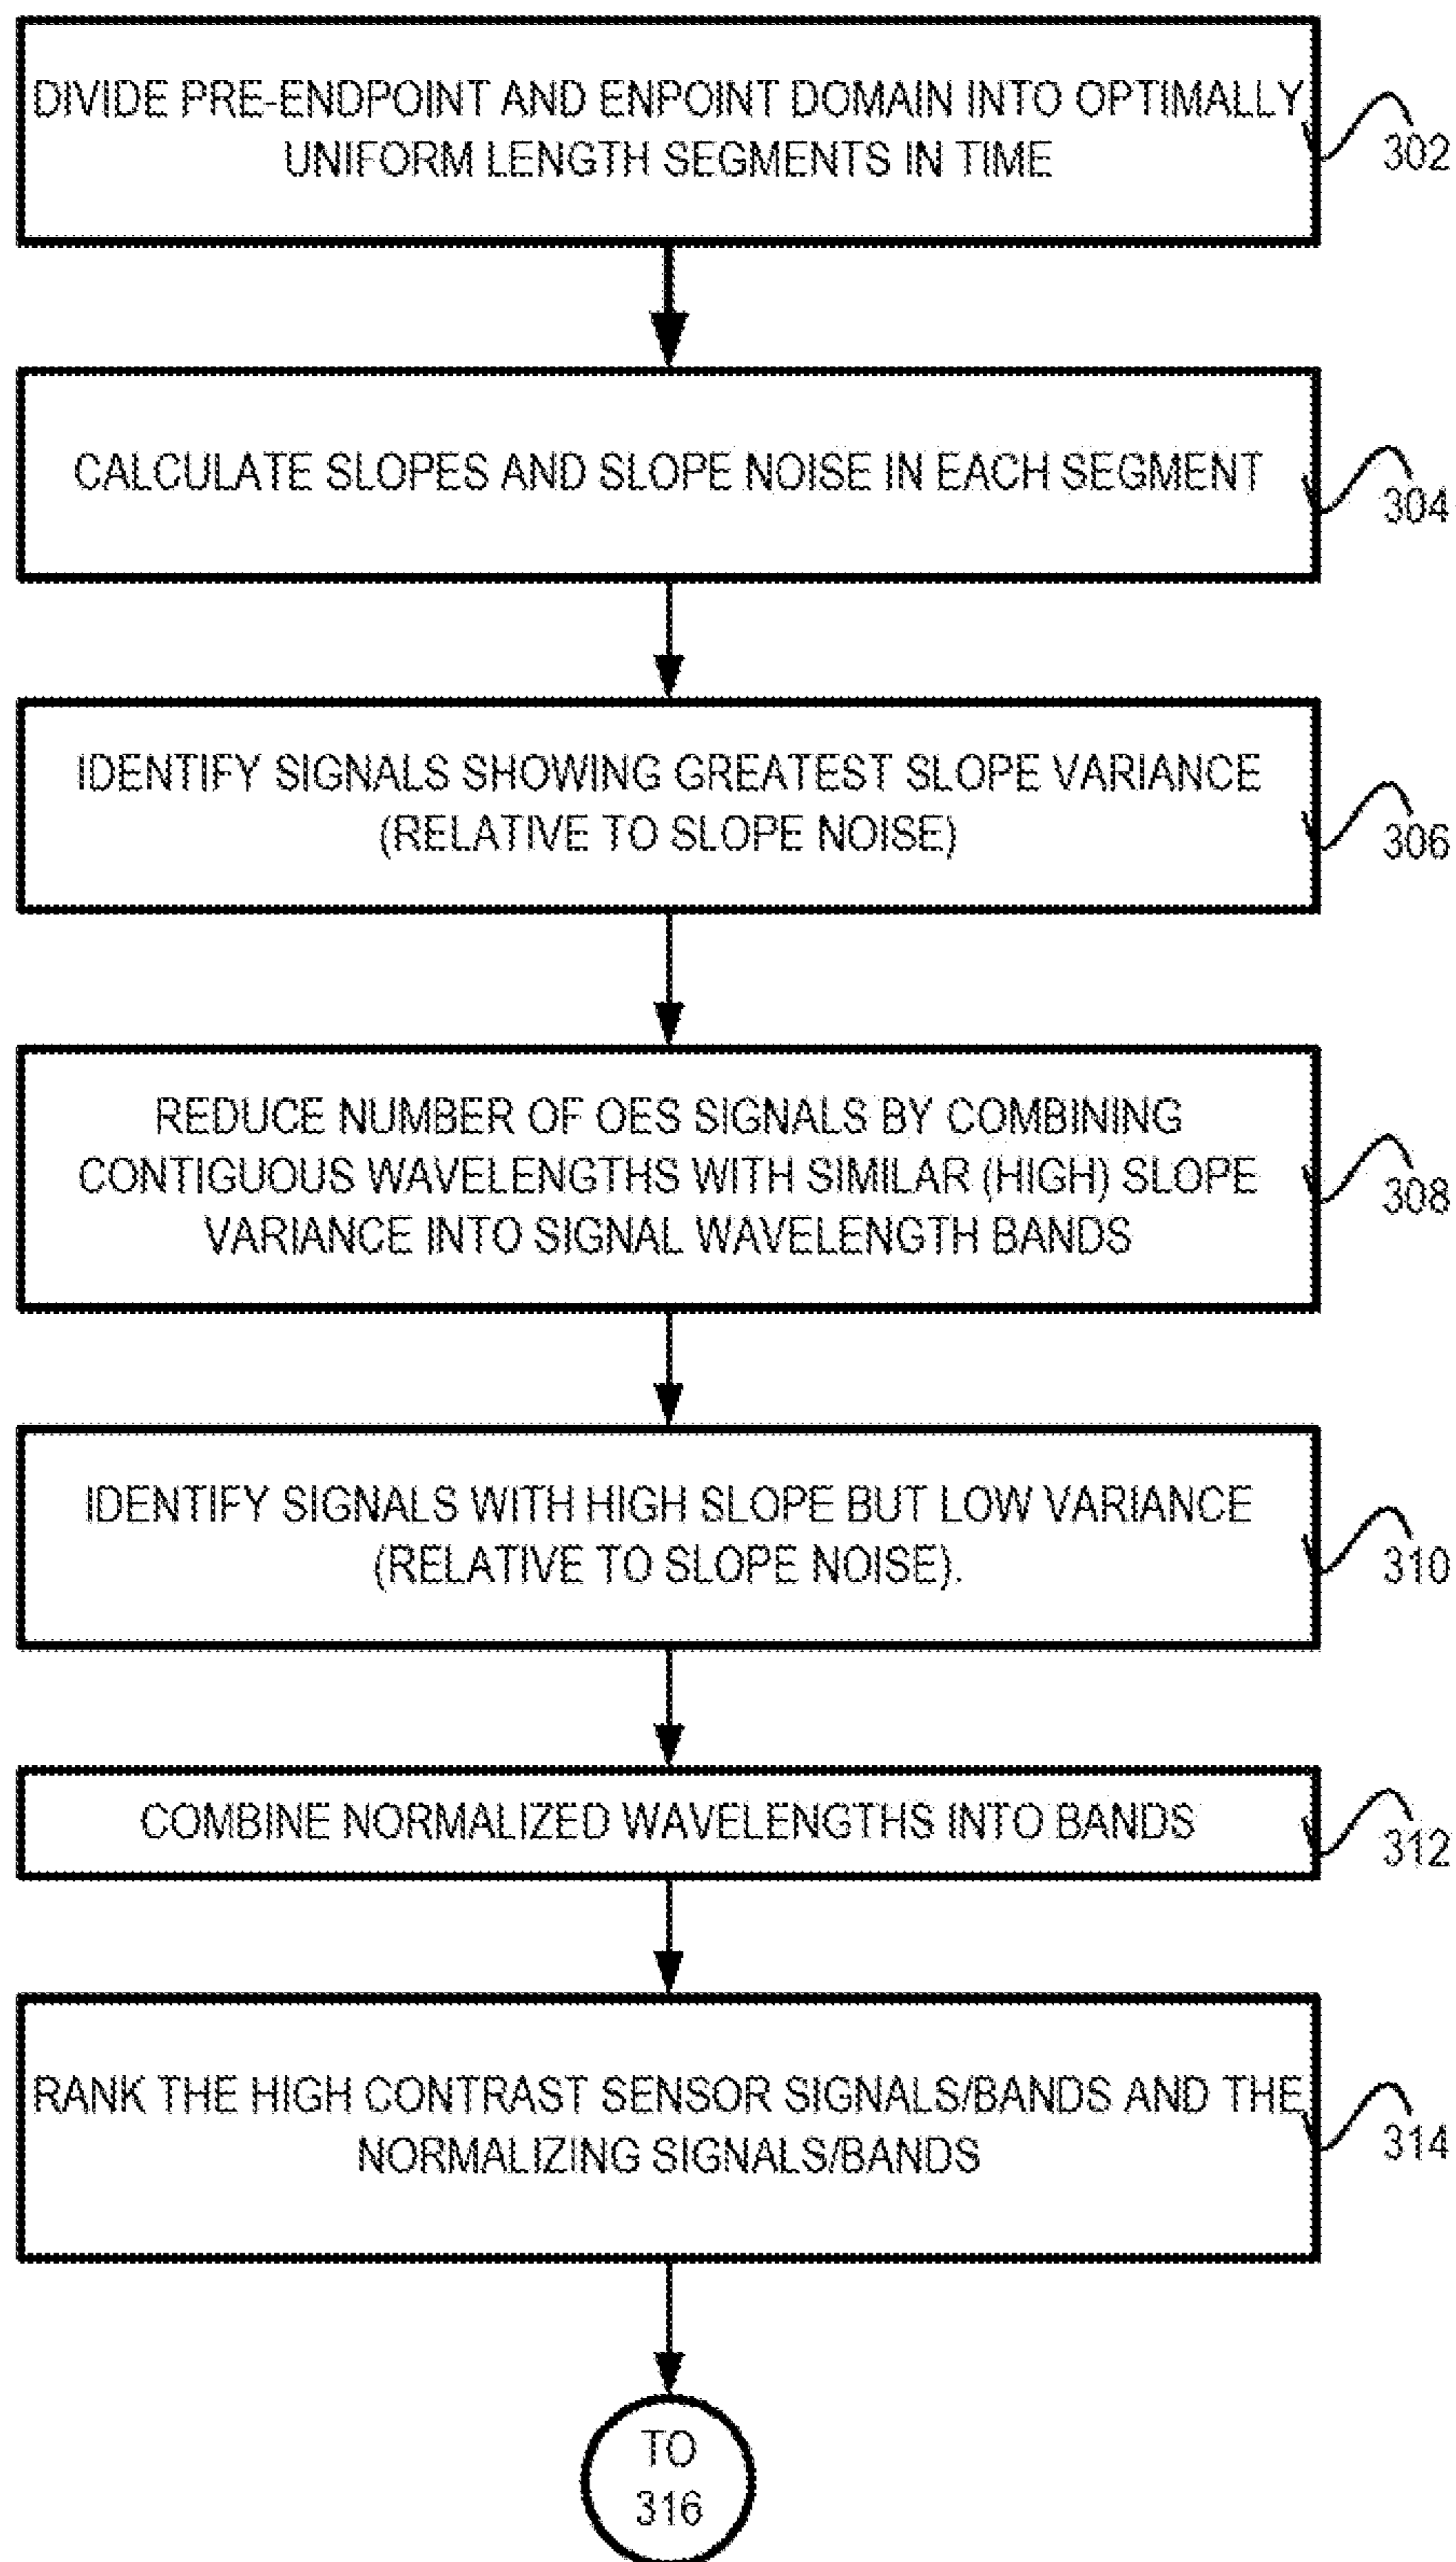 DIVIDE PRE-ENDPOINT AND ENPOINT DOMAIN INTO OPTIMALLY
UNIFORM LENGTH SEGMENTS IN TIME
302
CALCULATE SLOPES AND SLOPE NOISE IN EACH SEGMENT
304
IDENTIFY SIGNALS SHOWING GREATEST SLOPE VARIANCE
(RELATIVE TO SLOPE NOISE)
306
REDUCE NUMBER OF OES SIGNALS BY COMBINING
CONTIGUOUS WAVELENGTHS WITH SIMILAR (HIGH) SLOPE
VARIANCE INTO SIGNAL WAVELENGTH BANDS
308
IDENTIFY SIGNALS WITH HIGH SLOPE BUT LOW VARIANCE
(RELATIVE TO SLOPE NOISE).
310
COMBINE NORMALIZED WAVELENGTHS INTO BANDS
312
RANK THE HIGH CONTRAST SENSOR SIGNALS/BANDS AND THE
NORMALIZING SIGNALS/BANDS
314
TO
316